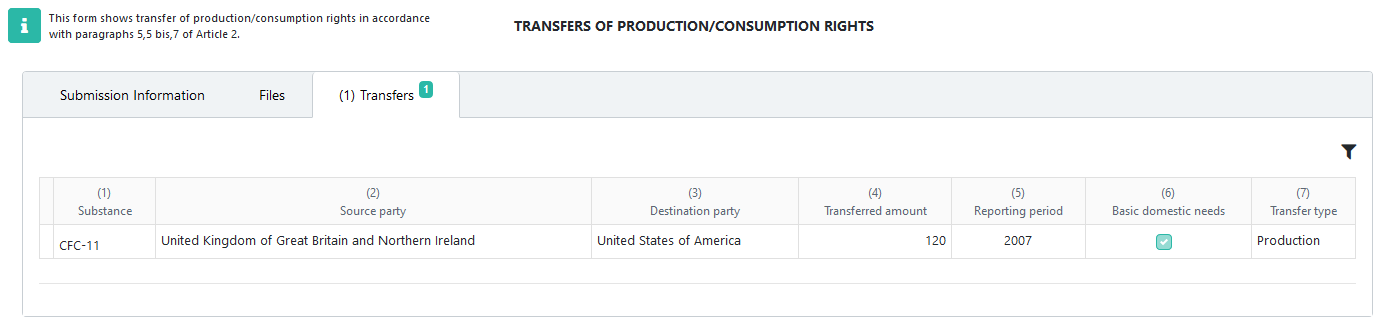 This form shows transfer of production/consumption rights in accordance
with paragraphs 5,5 bis,7 of Article 2.
TRANSFERS OF PRODUCTION/CONSUMPTION RIGHTS
Submission Information Files (1) Transfers 1
(1) (2) (3) (4) (5) (6) (7)
Substance Source party Destination party Transferred amount Reporting period Basic domestic needs Transfer type
CFC-11 United Kingdom of Great Britain and Northern Ireland United States of America 120 2007 Production